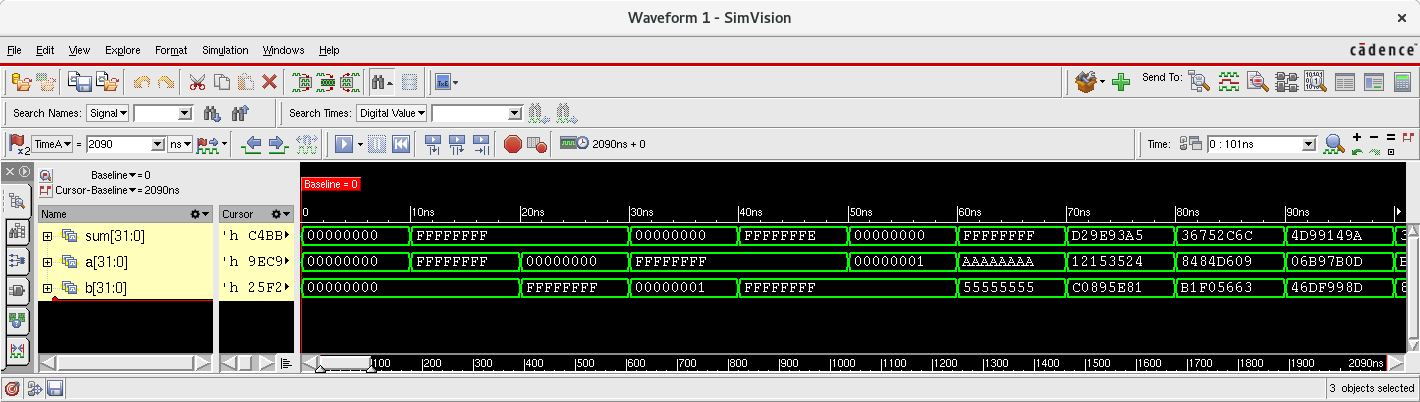 Waveform 1 - SimVision
File Edit View Explore Format Simulation Windows Help
cādence
Send To:
Search Names: Signal Search Times: Digital Value
x2 TimeA = 2090 ns 2090ns + 0 Time: 0 : 101ns
Baseline = 0
Cursor-Baseline = 2090ns
Baseline = 0
Name Cursor 0 10ns 20ns 30ns 40ns 50ns 60ns 70ns 80ns 90ns
sum[31:0] 'h C4BB 00000000 FFFFFFFF 00000000 FFFFFFFE 00000000 FFFFFFFF D29E93A5 36752C6C 4D99149A 3
a[31:0] 'h 9EC9 00000000 FFFFFFFF 00000000 FFFFFFFF 00000001 AAAAAAAA 12153524 8484D609 06B97B0D
b[31:0] 'h 25F2 00000000 FFFFFFFF 00000001 FFFFFFFF 55555555 C0895E81 B1F05663 46DF998D 8
100 200 300 400 500 600 700 800 900 1000 1100 1200 1300 1400 1500 1600 1700 1800 1900 2090ns
3 objects selected